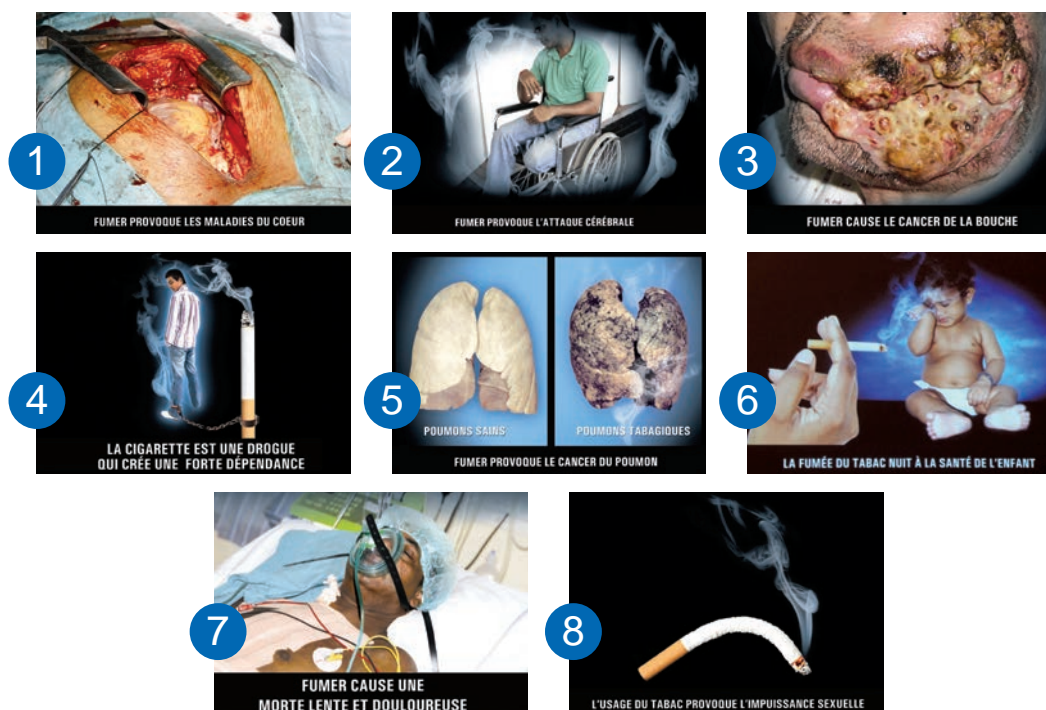 1
FUMER PROVOQUE LES MALADIES DU COEUR
2
FUMER PROVOQUE L'ATTAQUE CÉRÉBRALE
3
FUMER CAUSE LE CANCER DE LA BOUCHE
4
LA CIGARETTE EST UNE DROGUE
QUI CRÉE UNE FORTE DÉPENDANCE
5
POUMONS SAINS
POUMONS TABAGIQUES
FUMER PROVOQUE LE CANCER DU POUMON
6
LA FUMÉE DU TABAC NUIT À LA SANTÉ DE L'ENFANT
7
FUMER CAUSE UNE
MORTE LENTE ET DOULOUREUSE
8
L'USAGE DU TABAC PROVOQUE L'IMPUISSANCE SEXUELLE